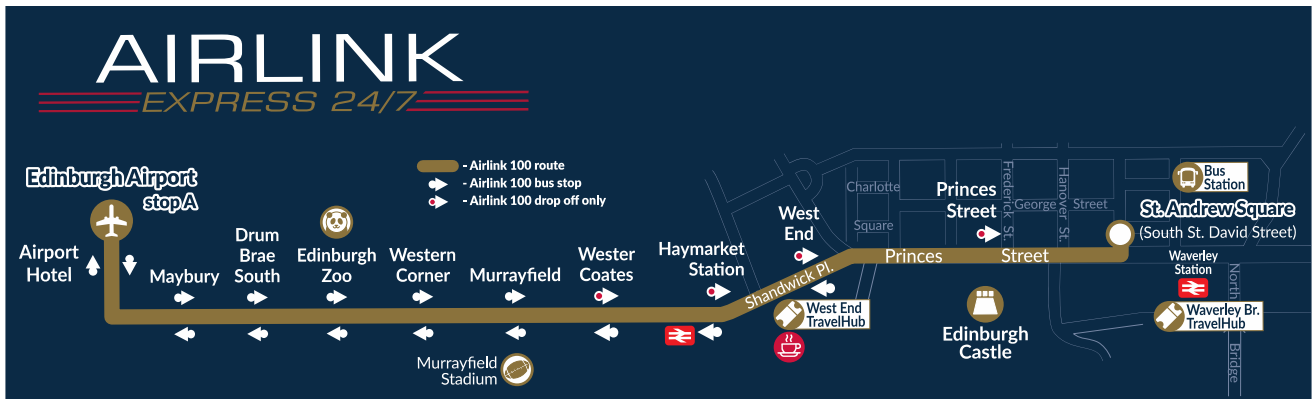 AIRLINK
EXPRESS 24/7
- Airlink 100 route
- Airlink 100 bus stop
- Airlink 100 drop off only
Edinburgh Airport
stop A
Airport
Hotel
Maybury
Drum
Brae
South
Edinburgh
Zoo
Western
Corner
Murrayfield
Murrayfield
Stadium
Wester
Coates
Haymarket
Station
Shandwick Pl.
West
End
West End
TravelHub
Charlotte
Square
Princes
Street
Princes
Street
Frederick St.
George
Street
Hanover St.
Edinburgh
Castle
Bus
Station
St. Andrew Square
(South St. David Street)
Waverley
Station
Waverley Br.
TravelHub
North
Bridge